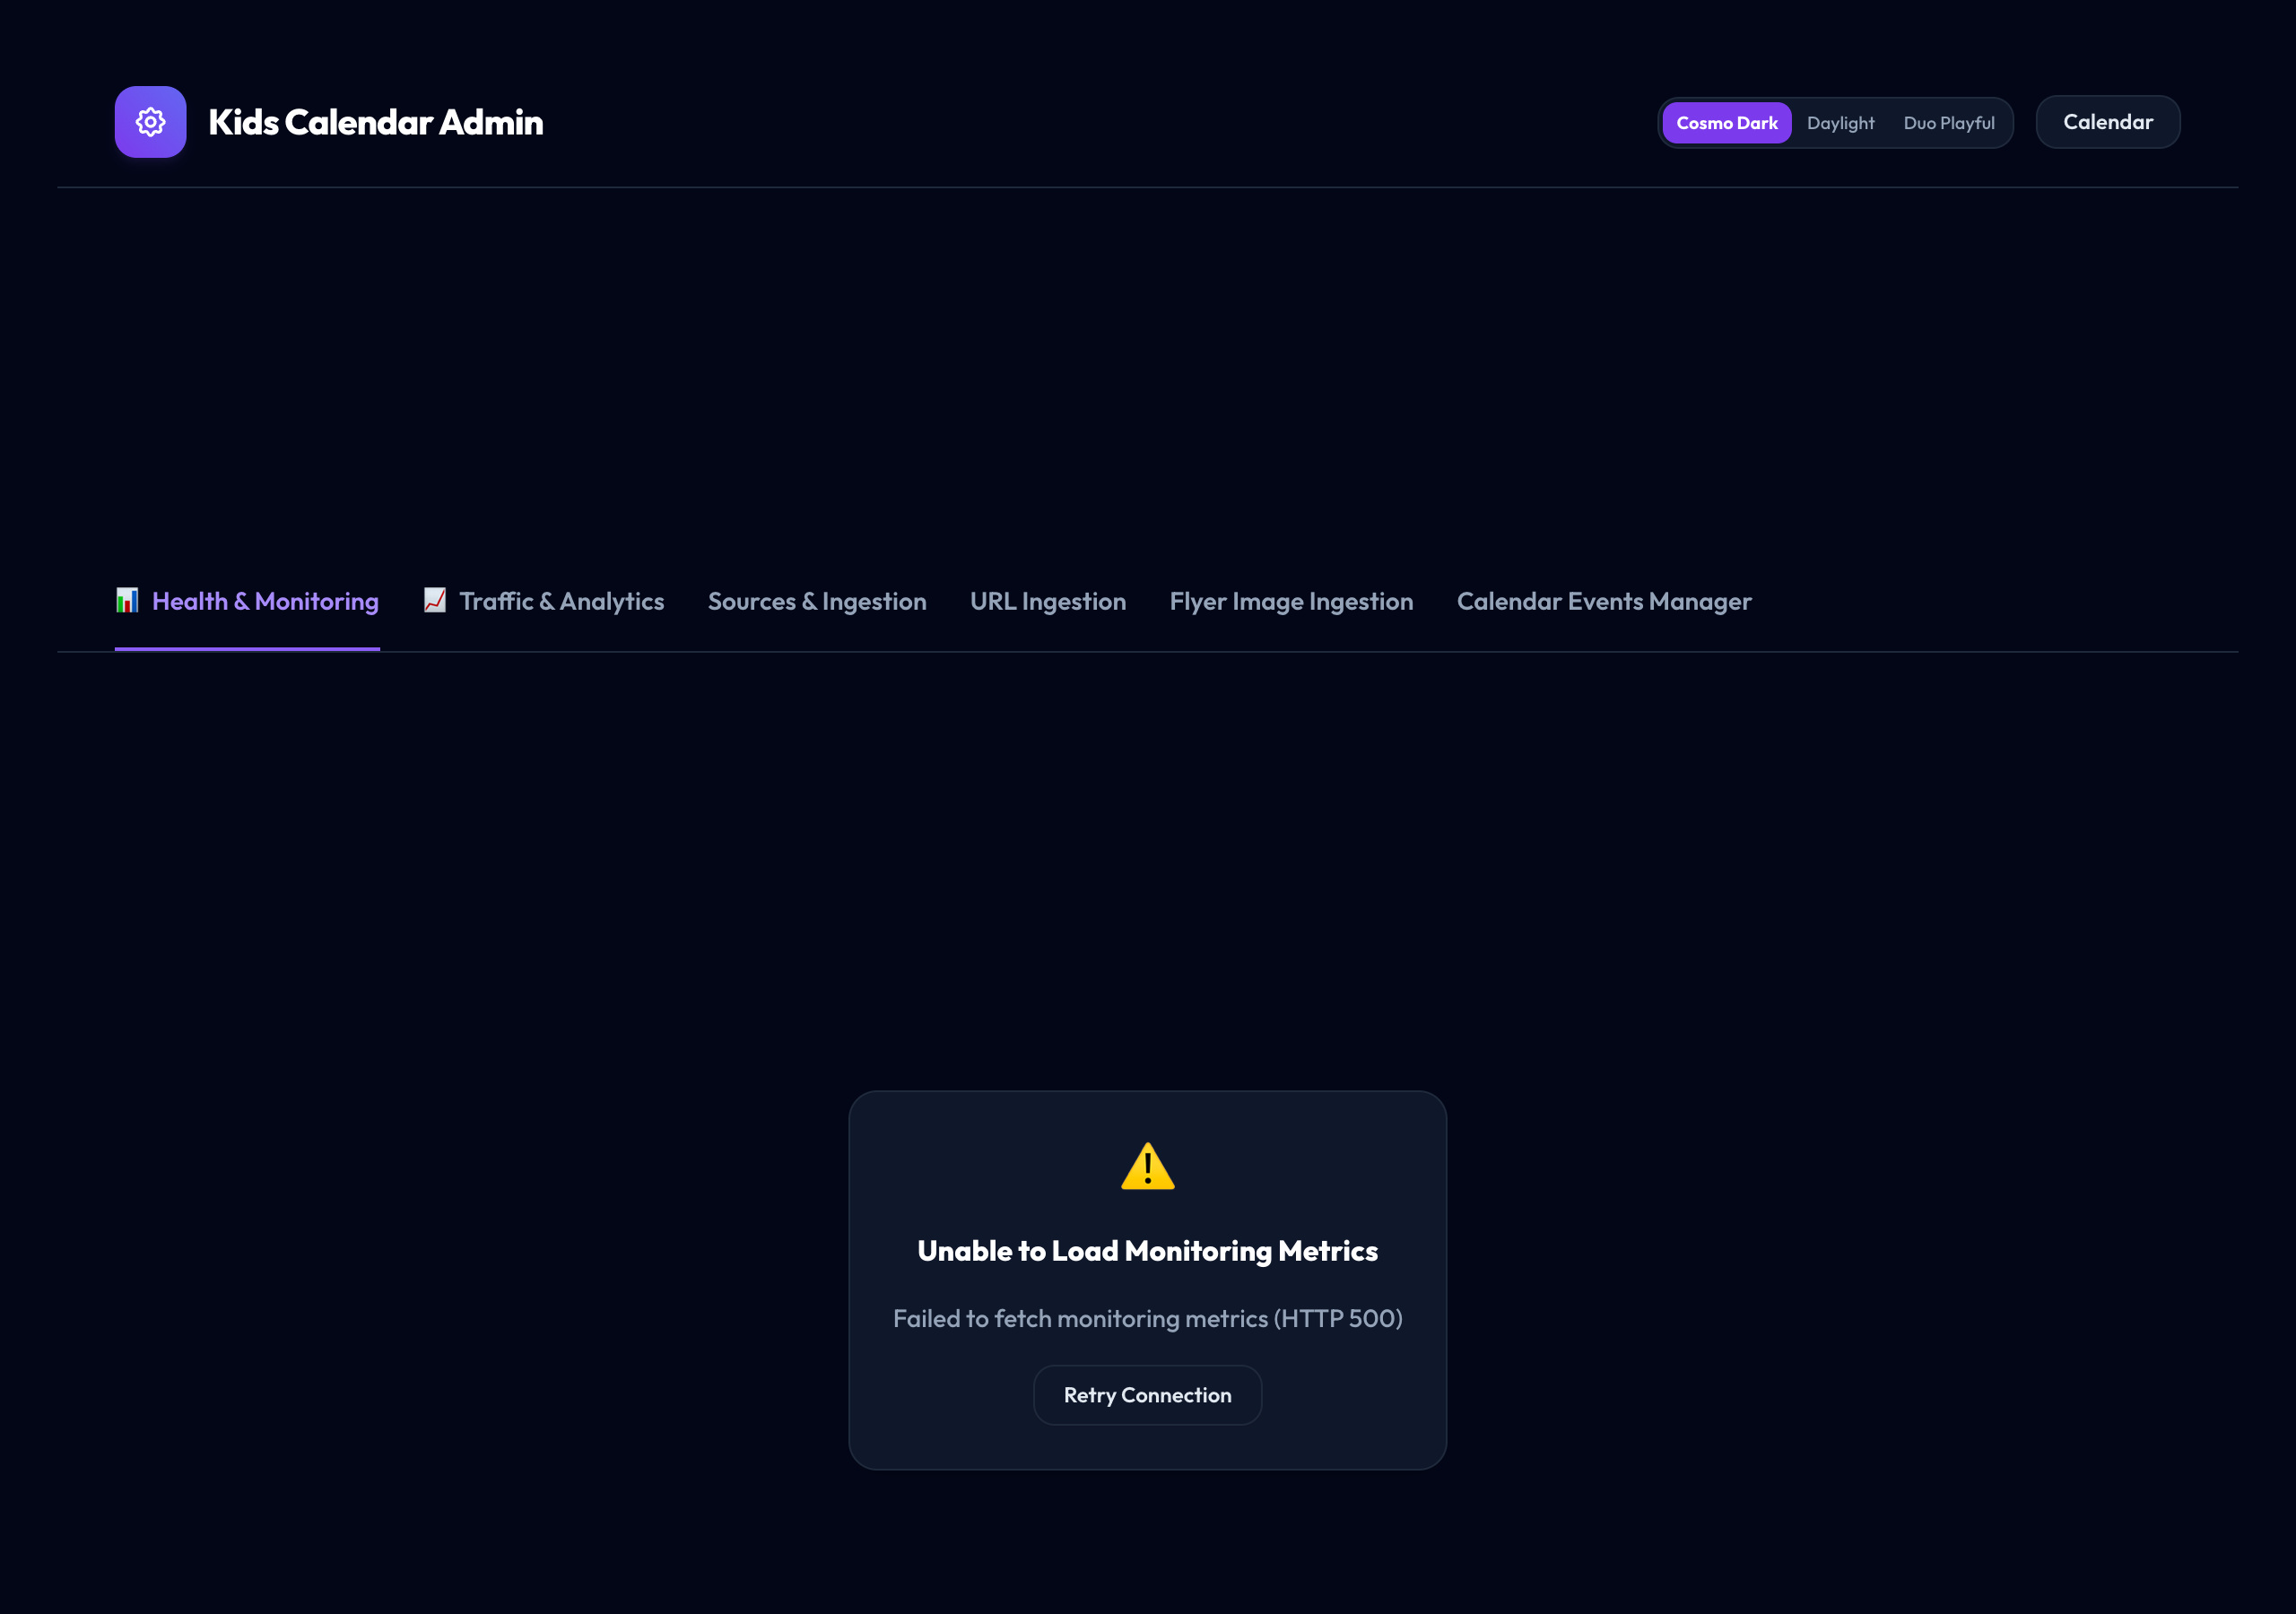 Kids Calendar Admin
Cosmo Dark Daylight Duo Playful Calendar
Health & Monitoring Traffic & Analytics Sources & Ingestion URL Ingestion Flyer Image Ingestion Calendar Events Manager
Unable to Load Monitoring Metrics
Failed to fetch monitoring metrics (HTTP 500)
Retry Connection